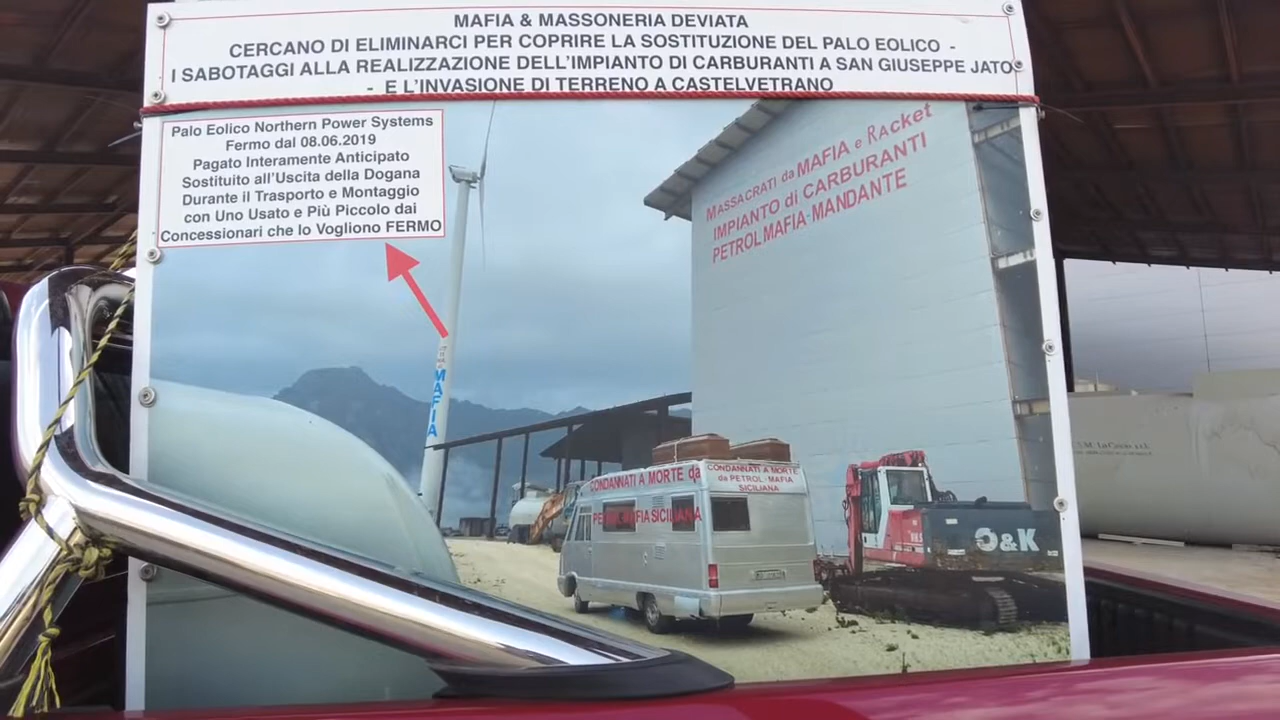 MAFIA & MASSONERIA DEVIATA
CERCANO DI ELIMINARCI PER COPRIRE LA SOSTITUZIONE DEL PALO EOLICO -
I SABOTAGGI ALLA REALIZZAZIONE DELL'IMPIANTO DI CARBURANTI A SAN GIUSEPPE JATO
- E L'INVASIONE DI TERRENO A CASTELVETRANO
Palo Eolico Northern Power Systems
Fermo dal 08.06.2019
Pagato Interamente Anticipato
Sostituito all'Uscita della Dogana
Durante il Trasporto e Montaggio
con Uno Usato e Più Piccolo dai
Concessionari che lo Vogliono FERMO
MASSACRATI da MAFIA e RAcket
IMPIANTO di CARBURANTI
PETROL MAFIA-MANDANTE
MAFIA
CONDANNATI A MORTE da
PETROL MAFIA SICILIANA
CONDANNATI A MORTE
da PETROL - MAFIA
SICILIANA
O&K